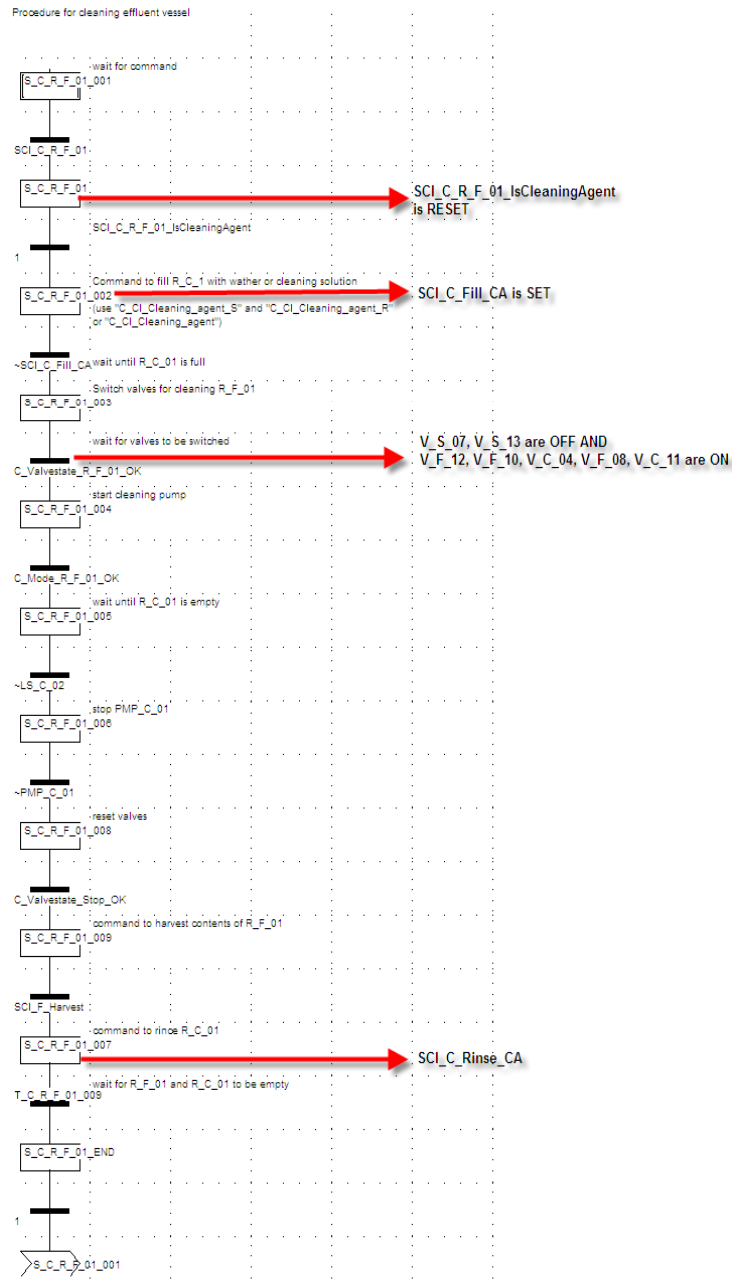 Procedure for cleaning effluent vessel
wait for command
S_C_R_F_01_001
SCI_C_R_F_01
S_C_R_F_01
SCI_C_R_F_01_IsCleaningAgent
is RESET
SCI_C_R_F_01_IsCleaningAgent
1
Command to fill R_C_1 with wather or cleaning solution
S_C_R_F_01_002
SCI_C_Fill_CA is SET
(use "C_CI_Cleaning_agent_S" and "C_CI_Cleaning_agent_R"
or "C_CI_Cleaning_agent")
~SCI_C_Fill_CA
wait until R_C_01 is full
Switch valves for cleaning R_F_01
S_C_R_F_01_003
wait for valves to be switched
V_S_07, V_S_13 are OFF AND
V_F_12, V_F_10, V_C_04, V_F_08, V_C_11 are ON
C_Valvestate_R_F_01_OK
start cleaning pump
S_C_R_F_01_004
C_Mode_R_F_01_OK
wait until R_C_01 is empty
S_C_R_F_01_005
~LS_C_02
stop PMP_C_01
S_C_R_F_01_006
~PMP_C_01
reset valves
S_C_R_F_01_008
C_Valvestate_Stop_OK
command to harvest contents of R_F_01
S_C_R_F_01_009
SCI_F_Harvest
command to rince R_C_01
S_C_R_F_01_007
SCI_C_Rinse_CA
wait for R_F_01 and R_C_01 to be empty
T_C_R_F_01_009
S_C_R_F_01_END
1
S_C_R_F_01_001